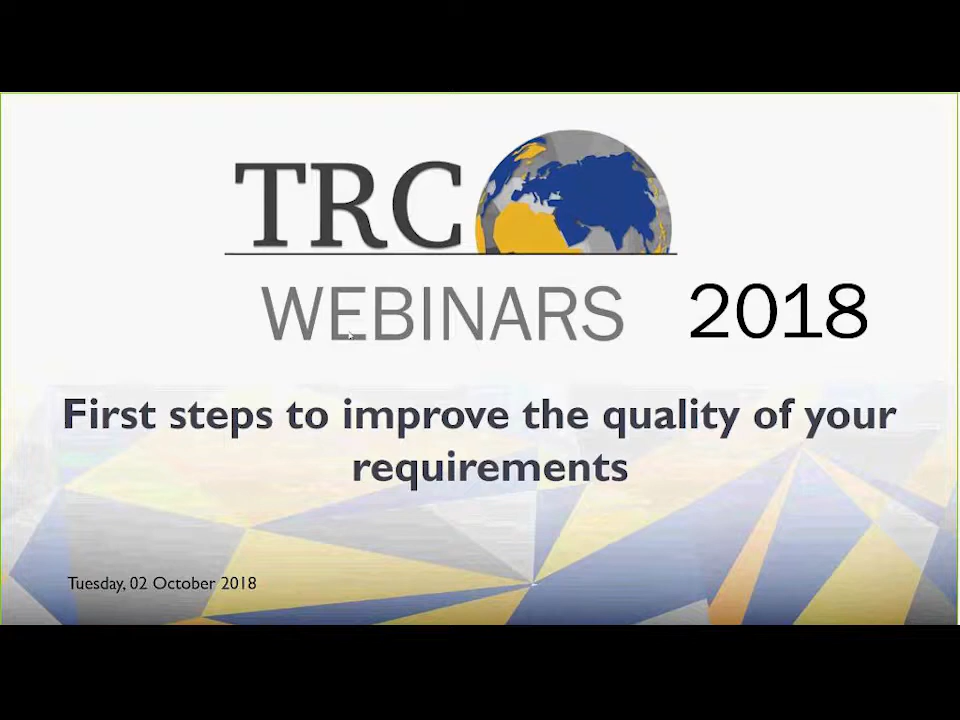 TRC
WEBINARS 2018
First steps to improve the quality of your
requirements
Tuesday, 02 October 2018